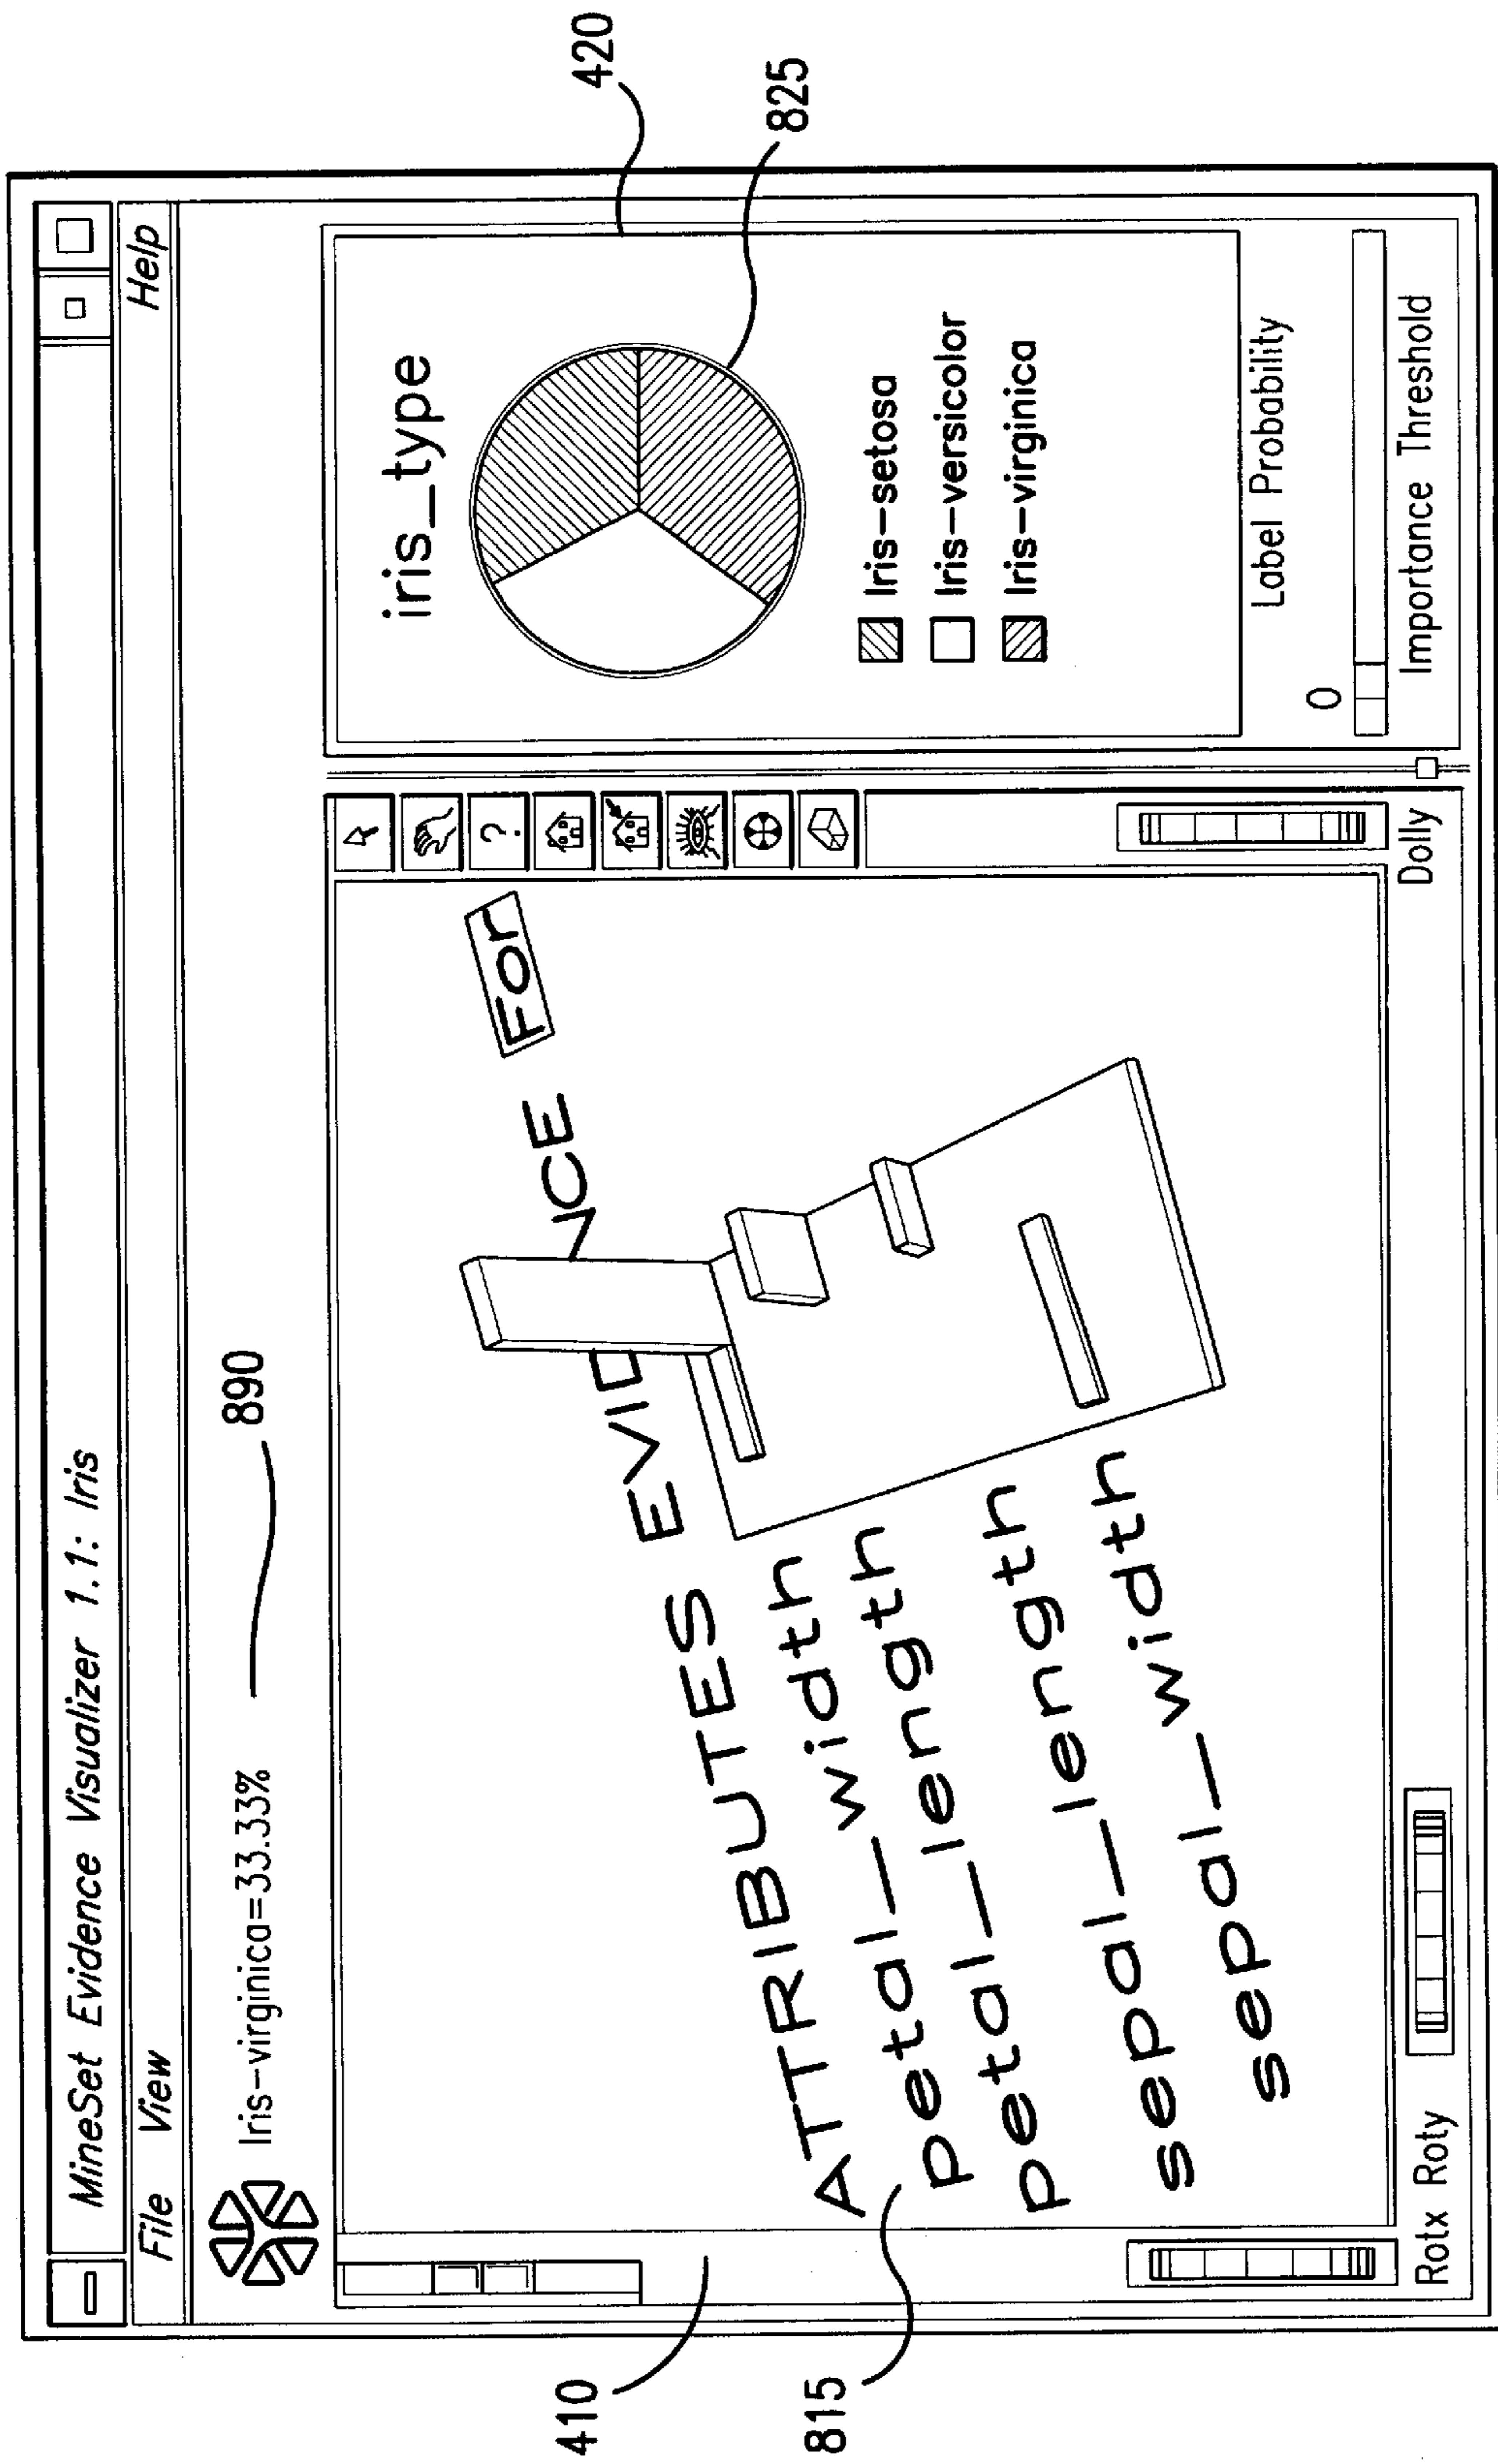 MineSet Evidence Visualizer 1.1: Iris
File View Help
Iris-virginica=33.33%
890
ATTRIBUTES EVID NCE For
petal_width
petal_length
sepal_length
sepal_width
?
Rotx Roty
Dolly
iris_type
Iris-setosa
Iris-versicolor
Iris-virginica
Label Probability
0
Importance Threshold
410
815
420
825